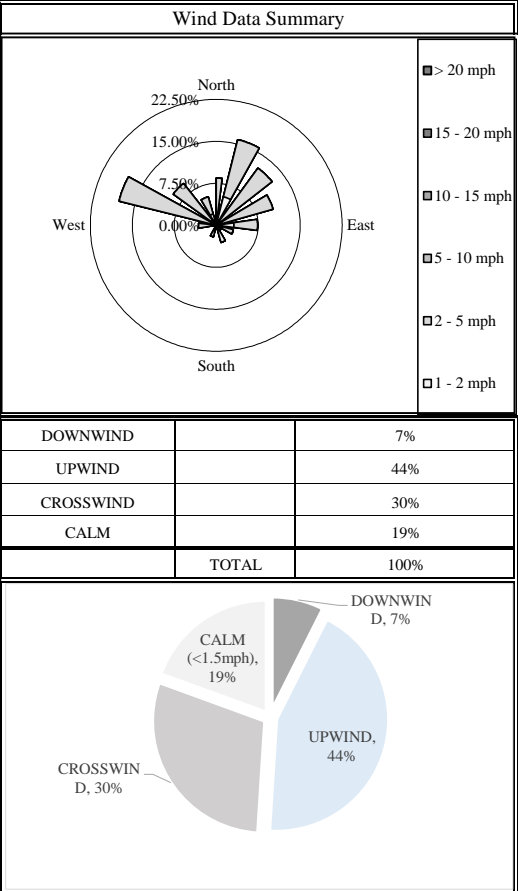 Wind Data Summary
North
22.50%
15.00%
7.50%
0.00%
West
East
South
> 20 mph
15 - 20 mph
10 - 15 mph
5 - 10 mph
2 - 5 mph
1 - 2 mph
DOWNWIND 7%
UPWIND 44%
CROSSWIND 30%
CALM 19%
TOTAL 100%
DOWNWIN
D, 7%
CALM
(<1.5mph),
19%
UPWIND,
44%
CROSSWIN
D, 30%